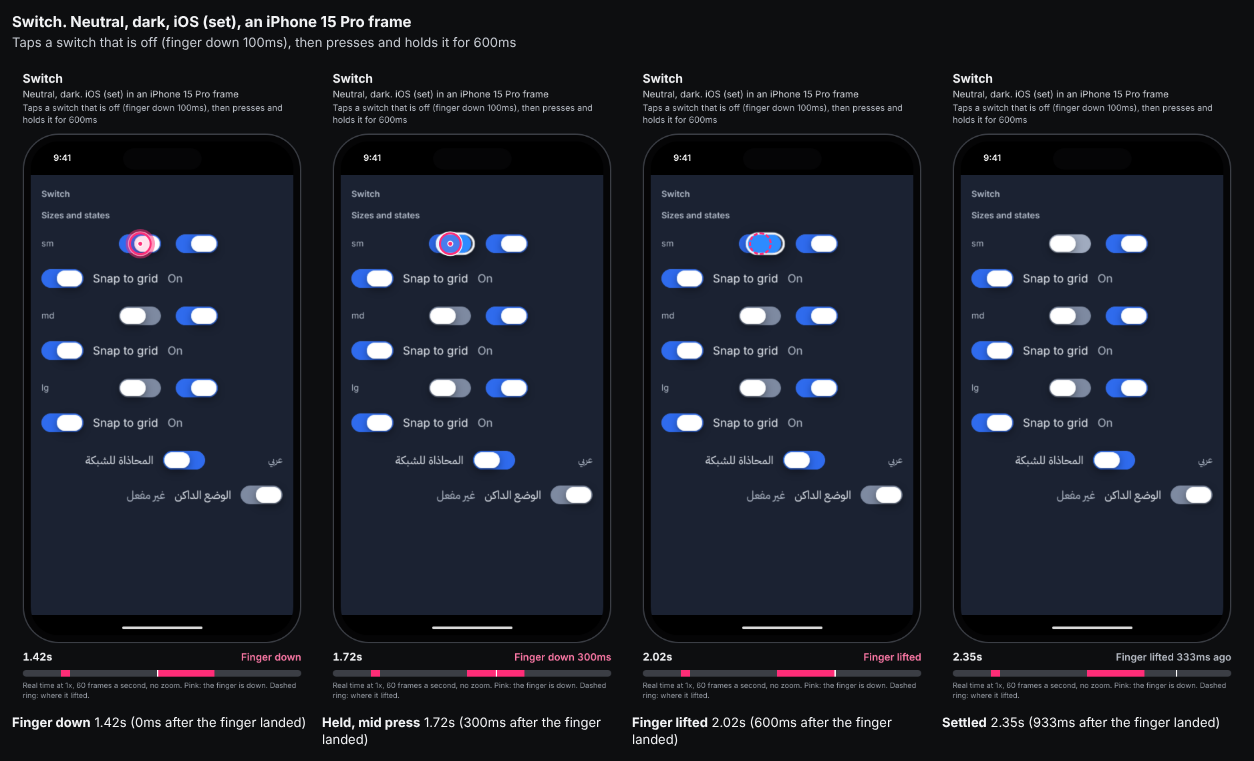 Switch. Neutral, dark, iOS (set), an iPhone 15 Pro frame
Taps a switch that is off (finger down 100ms), then presses and holds it for 600ms
Switch
Neutral, dark. iOS (set) in an iPhone 15 Pro frame
Taps a switch that is off (finger down 100ms), then presses and
holds it for 600ms
9:41
Switch
Sizes and states
sm
Snap to grid On
md
Snap to grid On
lg
Snap to grid On
عربي المحاذاة للشبكة
الوضع الداكن غير مفعل
1.42s Finger down
Real time at 1x, 60 frames a second, no zoom. Pink: the finger is down. Dashed
ring: where it lifted.
Finger down 1.42s (0ms after the finger landed)
Switch
Neutral, dark. iOS (set) in an iPhone 15 Pro frame
Taps a switch that is off (finger down 100ms), then presses and
holds it for 600ms
9:41
Switch
Sizes and states
sm
Snap to grid On
md
Snap to grid On
lg
Snap to grid On
عربي المحاذاة للشبكة
الوضع الداكن غير مفعل
1.72s Finger down 300ms
Real time at 1x, 60 frames a second, no zoom. Pink: the finger is down. Dashed
ring: where it lifted.
Held, mid press 1.72s (300ms after the finger
landed)
Switch
Neutral, dark. iOS (set) in an iPhone 15 Pro frame
Taps a switch that is off (finger down 100ms), then presses and
holds it for 600ms
9:41
Switch
Sizes and states
sm
Snap to grid On
md
Snap to grid On
lg
Snap to grid On
عربي المحاذاة للشبكة
الوضع الداكن غير مفعل
2.02s Finger lifted
Real time at 1x, 60 frames a second, no zoom. Pink: the finger is down. Dashed
ring: where it lifted.
Finger lifted 2.02s (600ms after the finger
landed)
Switch
Neutral, dark. iOS (set) in an iPhone 15 Pro frame
Taps a switch that is off (finger down 100ms), then presses and
holds it for 600ms
9:41
Switch
Sizes and states
sm
Snap to grid On
md
Snap to grid On
lg
Snap to grid On
عربي المحاذاة للشبكة
الوضع الداكن غير مفعل
2.35s Finger lifted 333ms ago
Real time at 1x, 60 frames a second, no zoom. Pink: the finger is down. Dashed
ring: where it lifted.
Settled 2.35s (933ms after the finger landed)